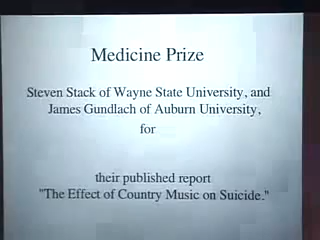 Medicine Prize
Steven Stack of Wayne State University, and
James Gundlach of Auburn University,
for
their published report
"The Effect of Country Music on Suicide."